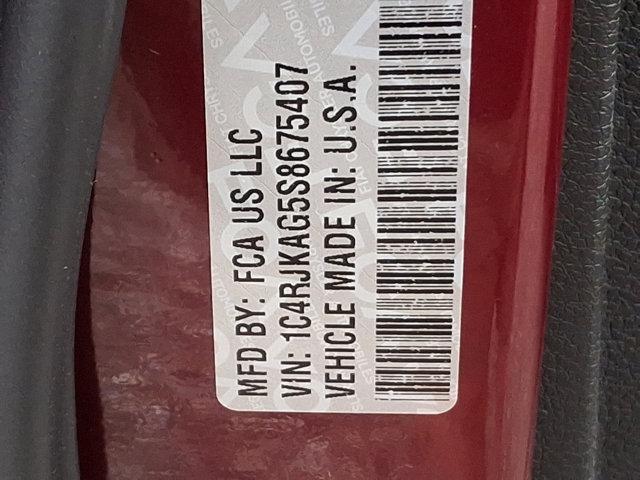 MFD BY: FCA US LLC
VIN: 1C4RJKAG5S8675407
VEHICLE MADE IN: U.S.A.